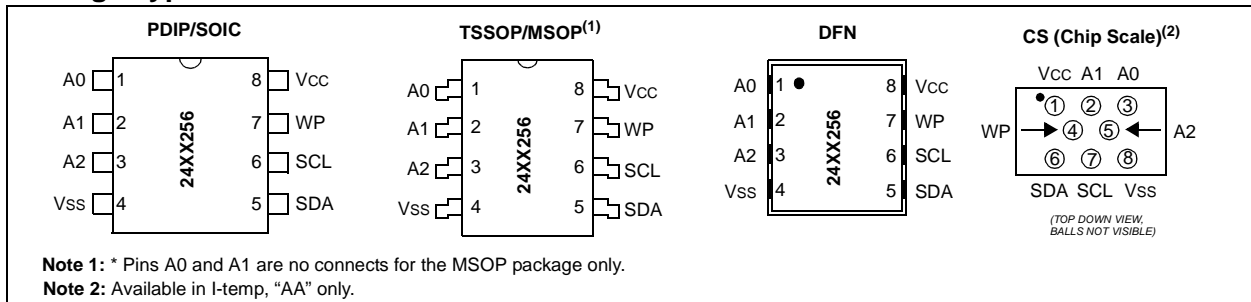 PDIP/SOIC
A0 1 8 VCC
A1 2 7 WP
A2 3 6 SCL
VSS 4 5 SDA
24XX256
TSSOP/MSOP(1)
A0 1 8 VCC
A1 2 7 WP
A2 3 6 SCL
VSS 4 5 SDA
24XX256
DFN
A0 1 8 VCC
A1 2 7 WP
A2 3 6 SCL
VSS 4 5 SDA
24XX256
CS (Chip Scale)(2)
VCC A1 A0
1 2 3
WP 4 5 A2
6 7 8
SDA SCL VSS
(TOP DOWN VIEW,
BALLS NOT VISIBLE)
Note 1: * Pins A0 and A1 are no connects for the MSOP package only.
Note 2: Available in I-temp, “AA” only.